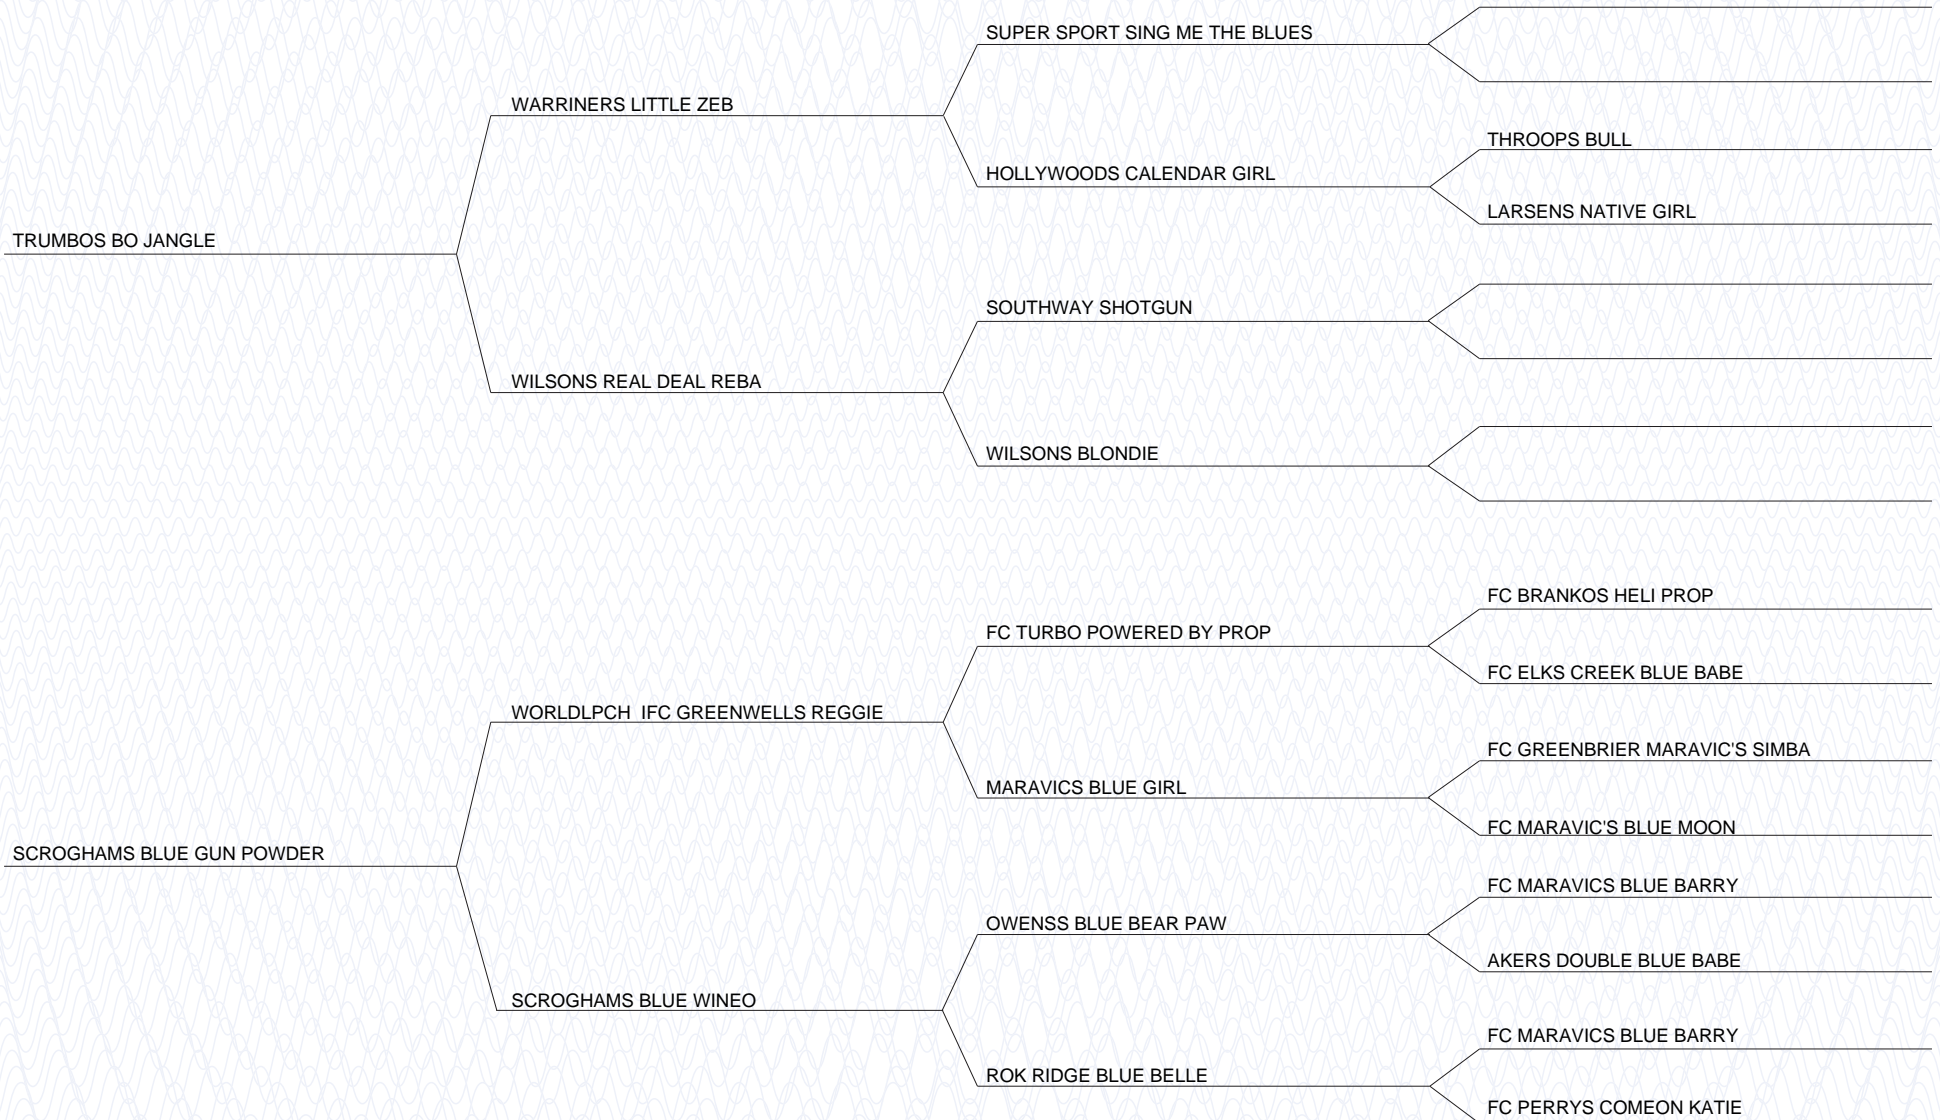 SUPER SPORT SING ME THE BLUES
WARRINERS LITTLE ZEB
THROOPS BULL
HOLLYWOODS CALENDAR GIRL
LARSENS NATIVE GIRL
TRUMBOS BO JANGLE
SOUTHWAY SHOTGUN
WILSONS REAL DEAL REBA
WILSONS BLONDIE
FC BRANKOS HELI PROP
FC TURBO POWERED BY PROP
FC ELKS CREEK BLUE BABE
WORLDLPCH  IFC GREENWELLS REGGIE
FC GREENBRIER MARAVIC'S SIMBA
MARAVICS BLUE GIRL
FC MARAVIC'S BLUE MOON
SCROGHAMS BLUE GUN POWDER
FC MARAVICS BLUE BARRY
OWENSS BLUE BEAR PAW
AKERS DOUBLE BLUE BABE
SCROGHAMS BLUE WINEO
FC MARAVICS BLUE BARRY
ROK RIDGE BLUE BELLE
FC PERRYS COMEON KATIE